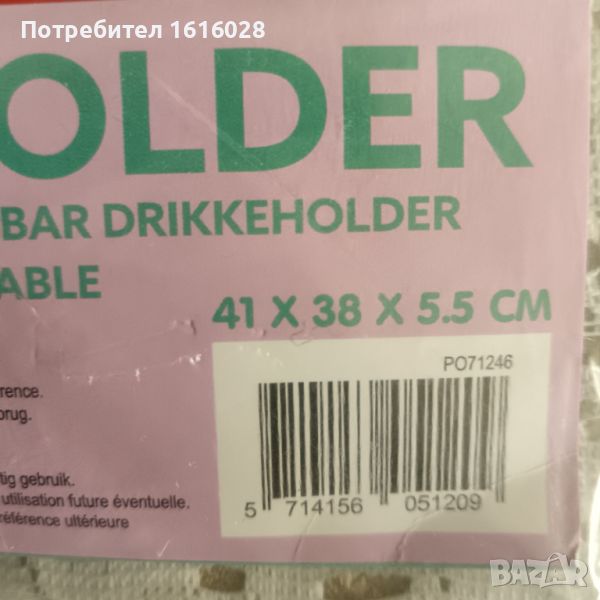 Потребител 1616028
OLDER
BAR DRIKKEHOLDER
ABLE
41 X 38 X 5.5 CM
PO71246
rence.
brug.
5 714156 051209
tig gebruik.
utilisation future éventuelle.
référence ultérieure
BAZAR